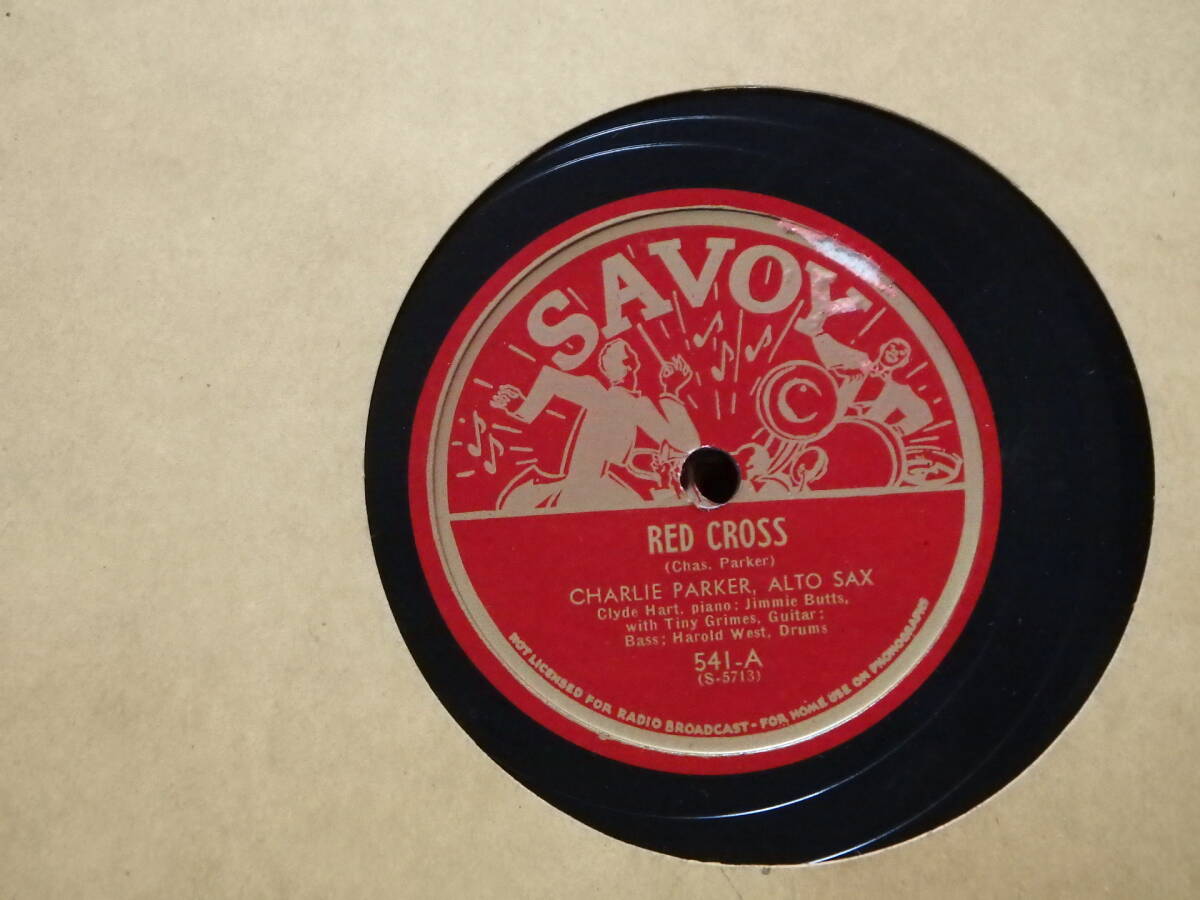 SAVOY
C
RED CROSS
(Chas. Parker)
CHARLIE PARKER, ALTO SAX
Clyde Hart, piano; Jimmie Butts,
with Tiny Grimes, Guitar;
Bass; Harold West, Drums
541-A
(S-5713)
NOT LICENSED FOR RADIO BROADCAST - FOR HOME USE ON PHONOGRAPHS